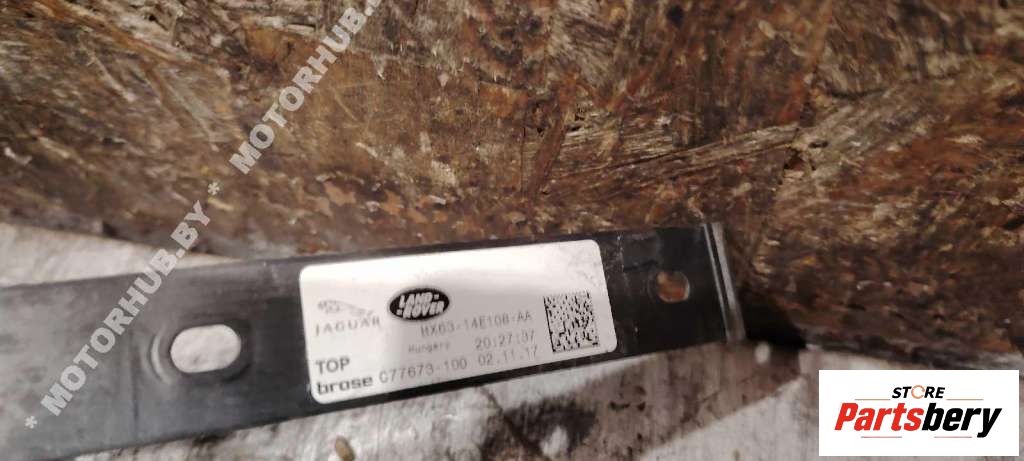 * MOTORHUB.BY * MOTORHUB.BY
JAGUAR
LAND-
-ROVER
HX63-14E108-AA
Hungary 20:27:37
TOP
brose C77673-100 02.11.17
STORE
Partsbery